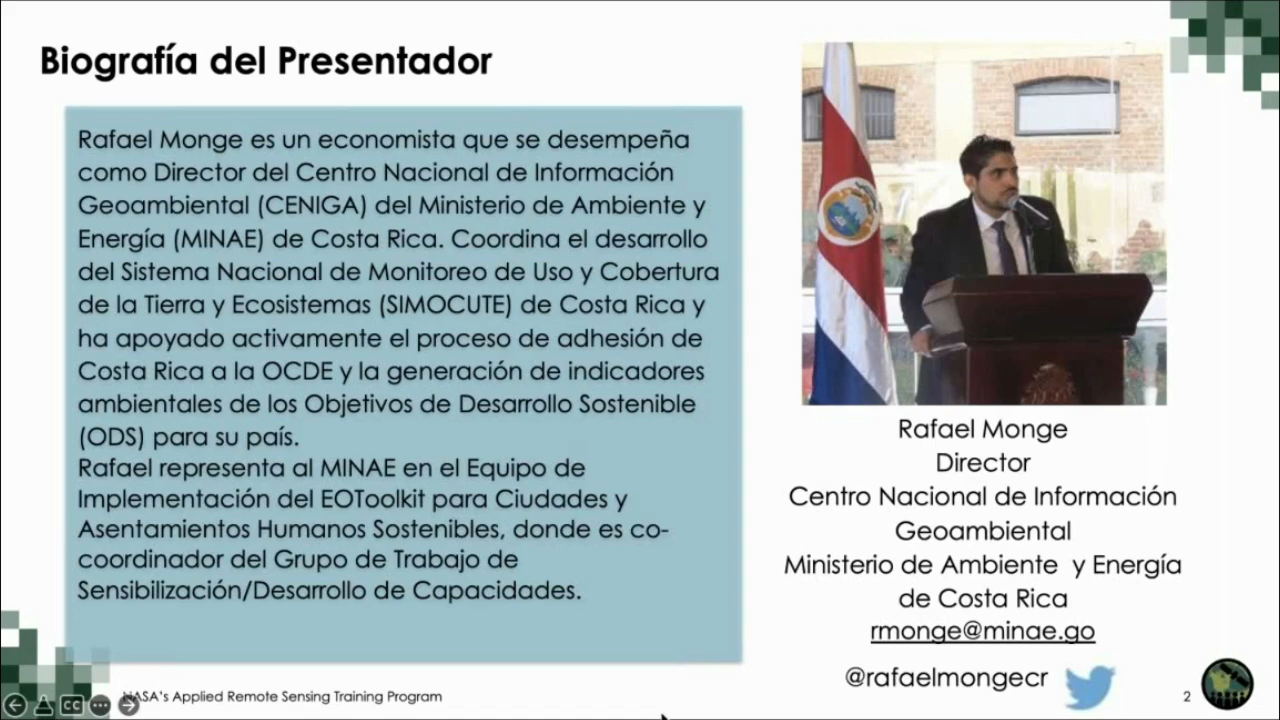 Biografía del Presentador
Rafael Monge es un economista que se desempeña
como Director del Centro Nacional de Información
Geoambiental (CENIGA) del Ministerio de Ambiente y
Energía (MINAE) de Costa Rica. Coordina el desarrollo
del Sistema Nacional de Monitoreo de Uso y Cobertura
de la Tierra y Ecosistemas (SIMOCUTE) de Costa Rica y
ha apoyado activamente el proceso de adhesión de
Costa Rica a la OCDE y la generación de indicadores
ambientales de los Objetivos de Desarrollo Sostenible
(ODS) para su país.
Rafael representa al MINAE en el Equipo de
Implementación del EOToolkit para Ciudades y
Asentamientos Humanos Sostenibles, donde es co-
coordinador del Grupo de Trabajo de
Sensibilización/Desarrollo de Capacidades.
Rafael Monge
Director
Centro Nacional de Información
Geoambiental
Ministerio de Ambiente y Energía
de Costa Rica
rmonge@minae.go
@rafaelmongecr
CC
NASA's Applied Remote Sensing Training Program
2